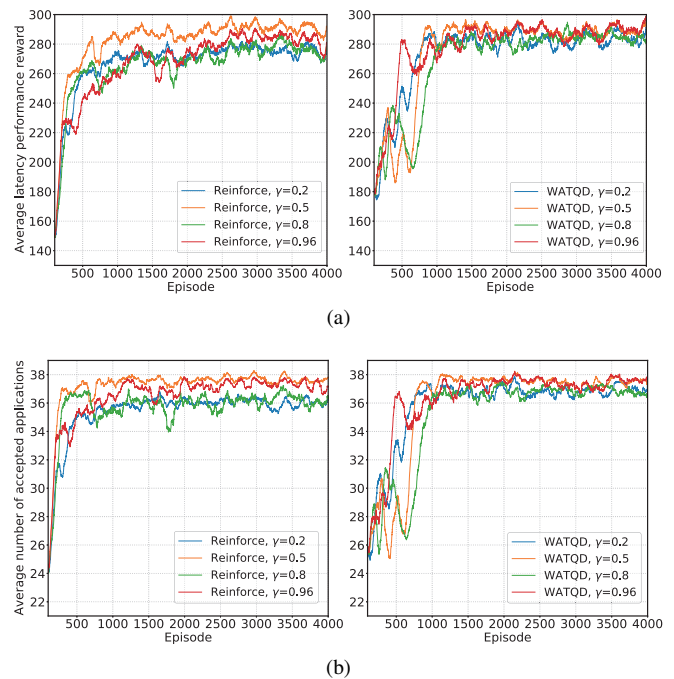 300
280
260
240
220
200
180
160
140
Average latency performance reward
500 1000 1500 2000 2500 3000 3500 4000
Episode
Reinforce, γ=0.2
Reinforce, γ=0.5
Reinforce, γ=0.8
Reinforce, γ=0.96
300
280
260
240
220
200
180
160
140
500 1000 1500 2000 2500 3000 3500 4000
Episode
WATQD, γ=0.2
WATQD, γ=0.5
WATQD, γ=0.8
WATQD, γ=0.96
(a)
38
36
34
32
30
28
26
24
22
Average number of accepted applications
500 1000 1500 2000 2500 3000 3500 4000
Episode
Reinforce, γ=0.2
Reinforce, γ=0.5
Reinforce, γ=0.8
Reinforce, γ=0.96
38
36
34
32
30
28
26
24
22
500 1000 1500 2000 2500 3000 3500 4000
Episode
WATQD, γ=0.2
WATQD, γ=0.5
WATQD, γ=0.8
WATQD, γ=0.96
(b)